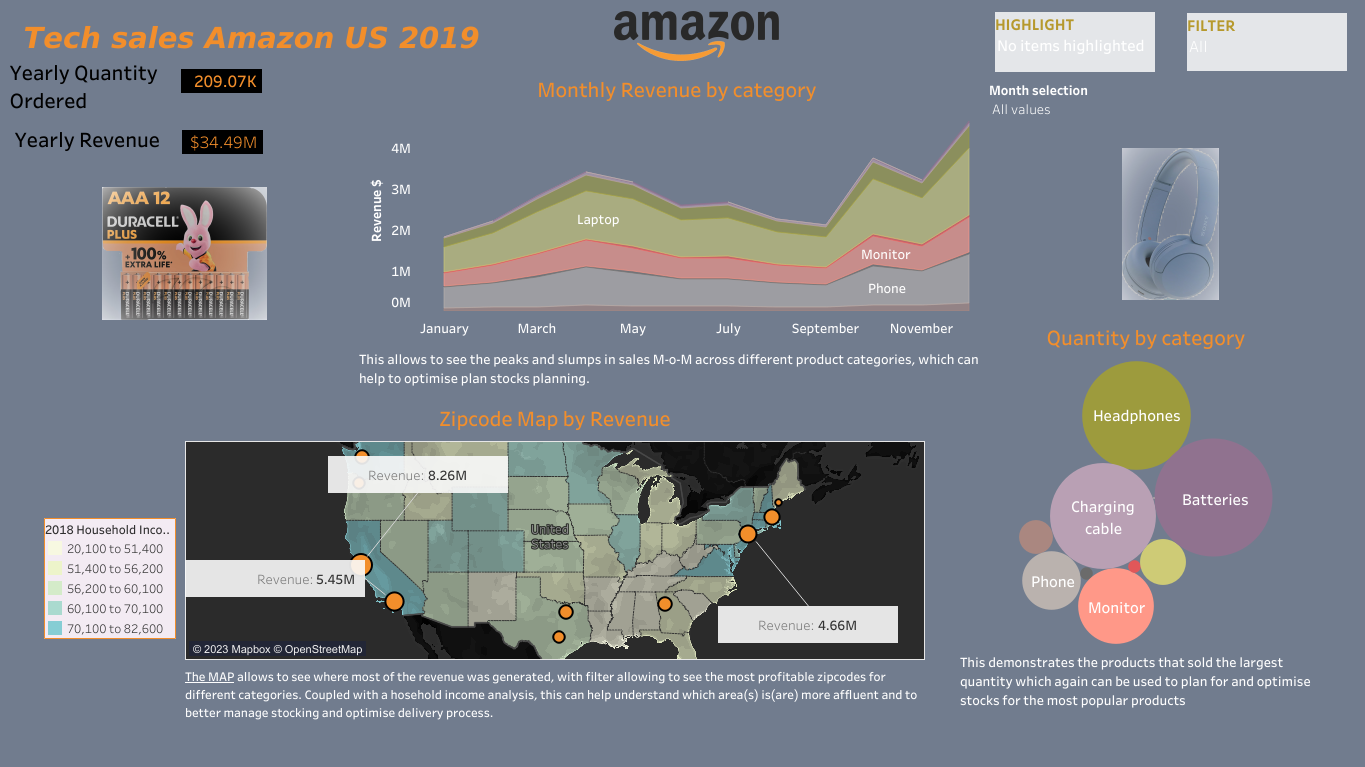 Tech sales Amazon US 2019
amazon
HIGHLIGHT
No items highlighted
FILTER
All
Yearly Quantity
Ordered
209.07K
Yearly Revenue
$34.49M
Month selection
All values
AAA 12
DURACELL
PLUS
+100%
EXTRA LIFE*
Monthly Revenue by category
Revenue $
4M
3M
2M
1M
0M
Laptop
Monitor
Phone
January
March
May
July
September
November
This allows to see the peaks and slumps in sales M-o-M across different product categories, which can
help to optimise plan stocks planning.
Quantity by category
Headphones
Batteries
Charging
cable
Phone
Monitor
This demonstrates the products that sold the largest
quantity which again can be used to plan for and optimise
stocks for the most popular products
Zipcode Map by Revenue
Revenue: 8.26M
Revenue: 5.45M
Revenue: 4.66M
United
States
© 2023 Mapbox © OpenStreetMap
2018 Household Inco..
20,100 to 51,400
51,400 to 56,200
56,200 to 60,100
60,100 to 70,100
70,100 to 82,600
The MAP allows to see where most of the revenue was generated, with filter allowing to see the most profitable zipcodes for
different categories. Coupled with a hosehold income analysis, this can help understand which area(s) is(are) more affluent and to
better manage stocking and optimise delivery process.